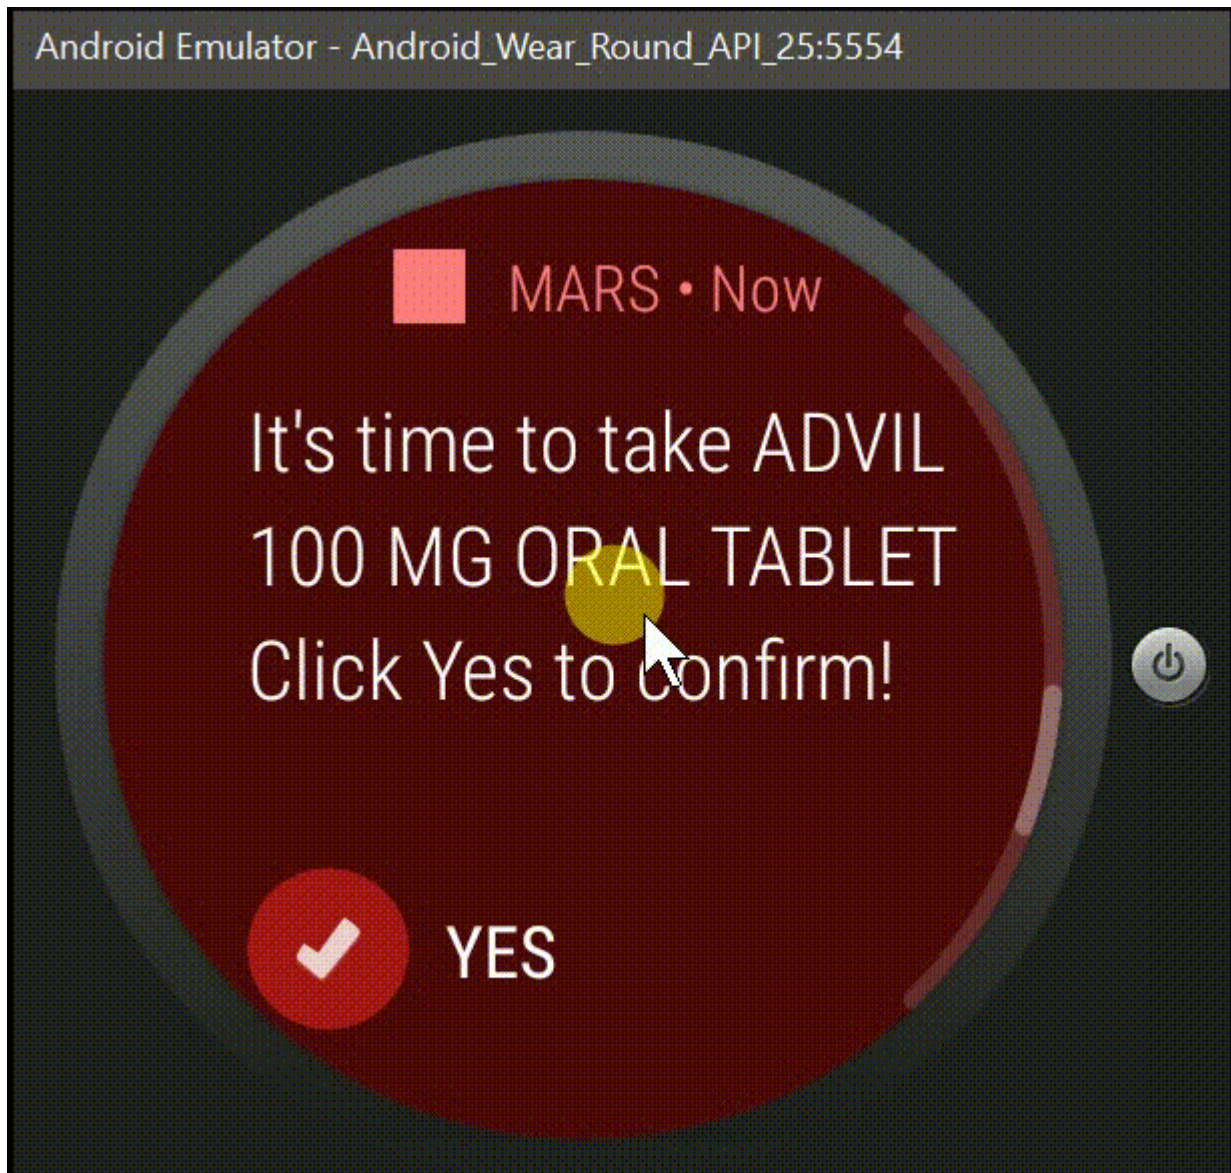 Android Emulator - Android_Wear_Round_API_25:5554
MARS • Now
It's time to take ADVIL
100 MG ORAL TABLET
Click Yes to confirm!
YES